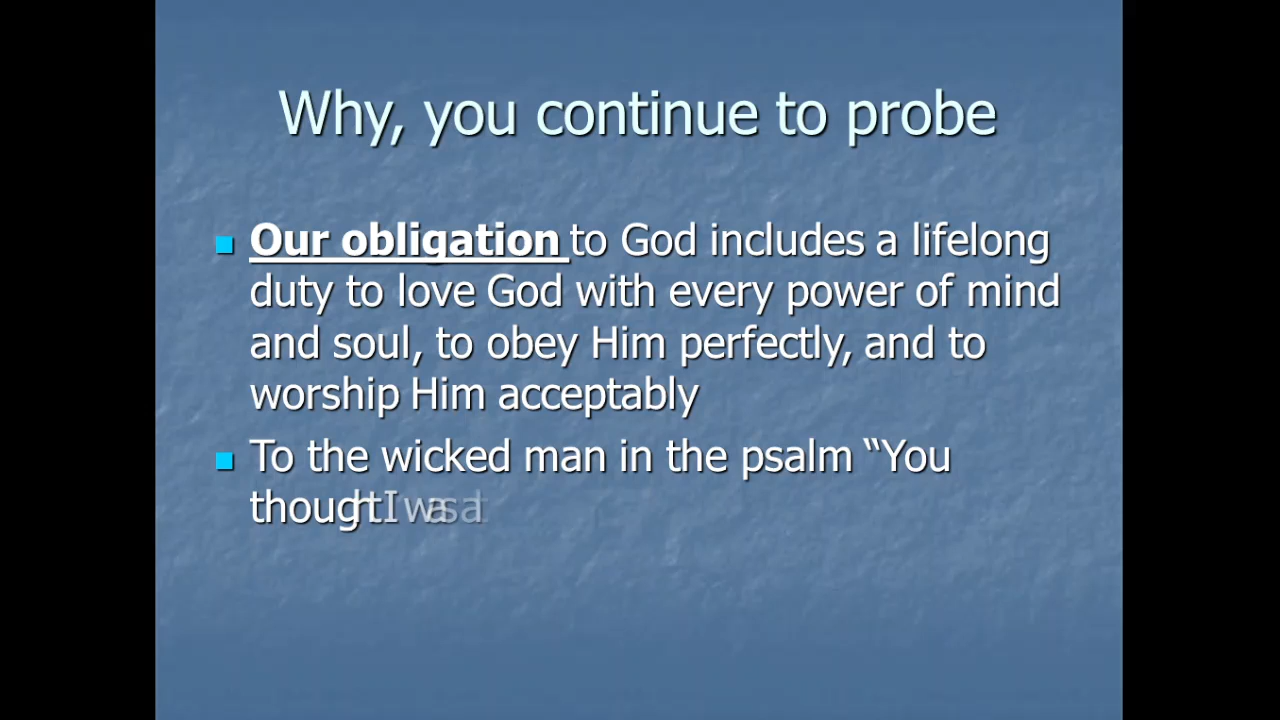 Why, you continue to probe
Our obligation to God includes a lifelong
duty to love God with every power of mind
and soul, to obey Him perfectly, and to
worship Him acceptably
To the wicked man in the psalm “You
thought I was